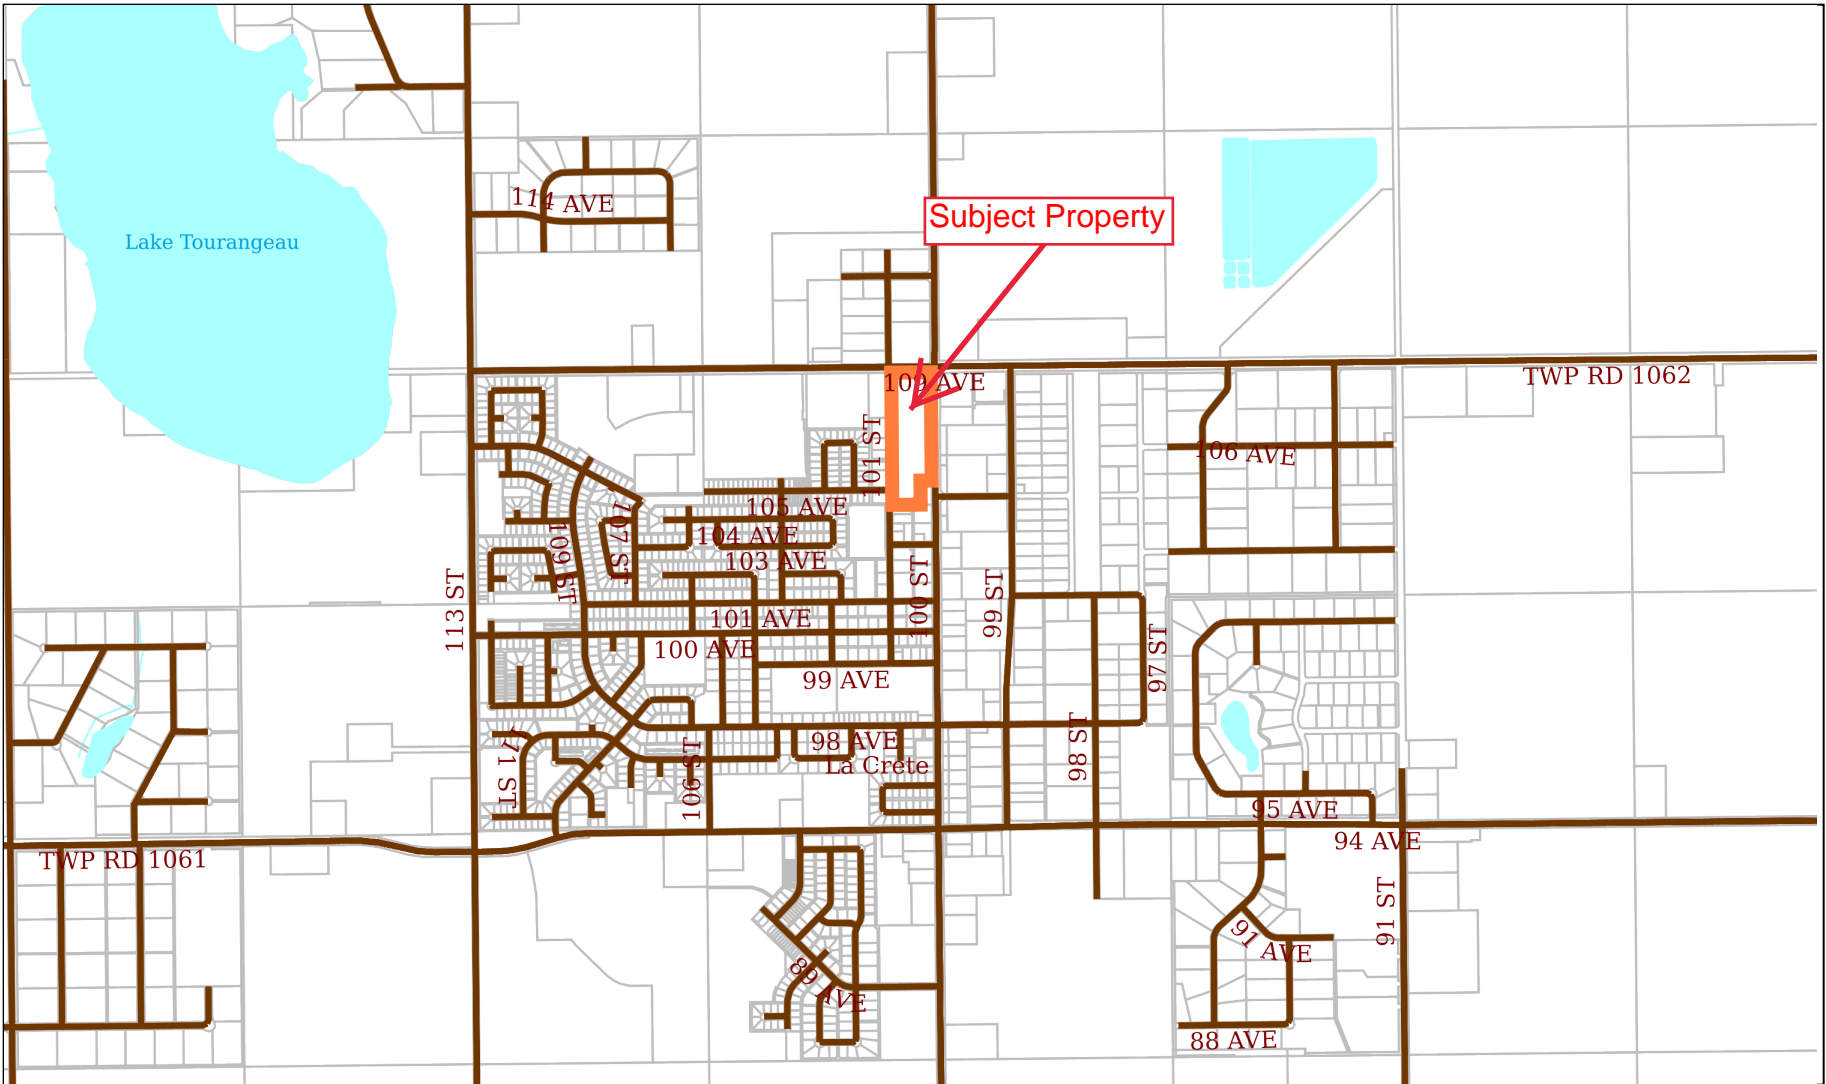 114 AVE
Subject Property
Lake Tourangeau
109 AVE
TWP RD 1062
101 ST
106 AVE
105 AVE
107 ST
104 AVE
109 ST
103 AVE
113 ST
100 ST
99 ST
101 AVE
97 ST
100 AVE
99 AVE
98 ST
98 AVE
La Crete
111 ST
106 ST
95 AVE
94 AVE
TWP RD 1061
91 ST
91 AVE
89 AVE
88 AVE